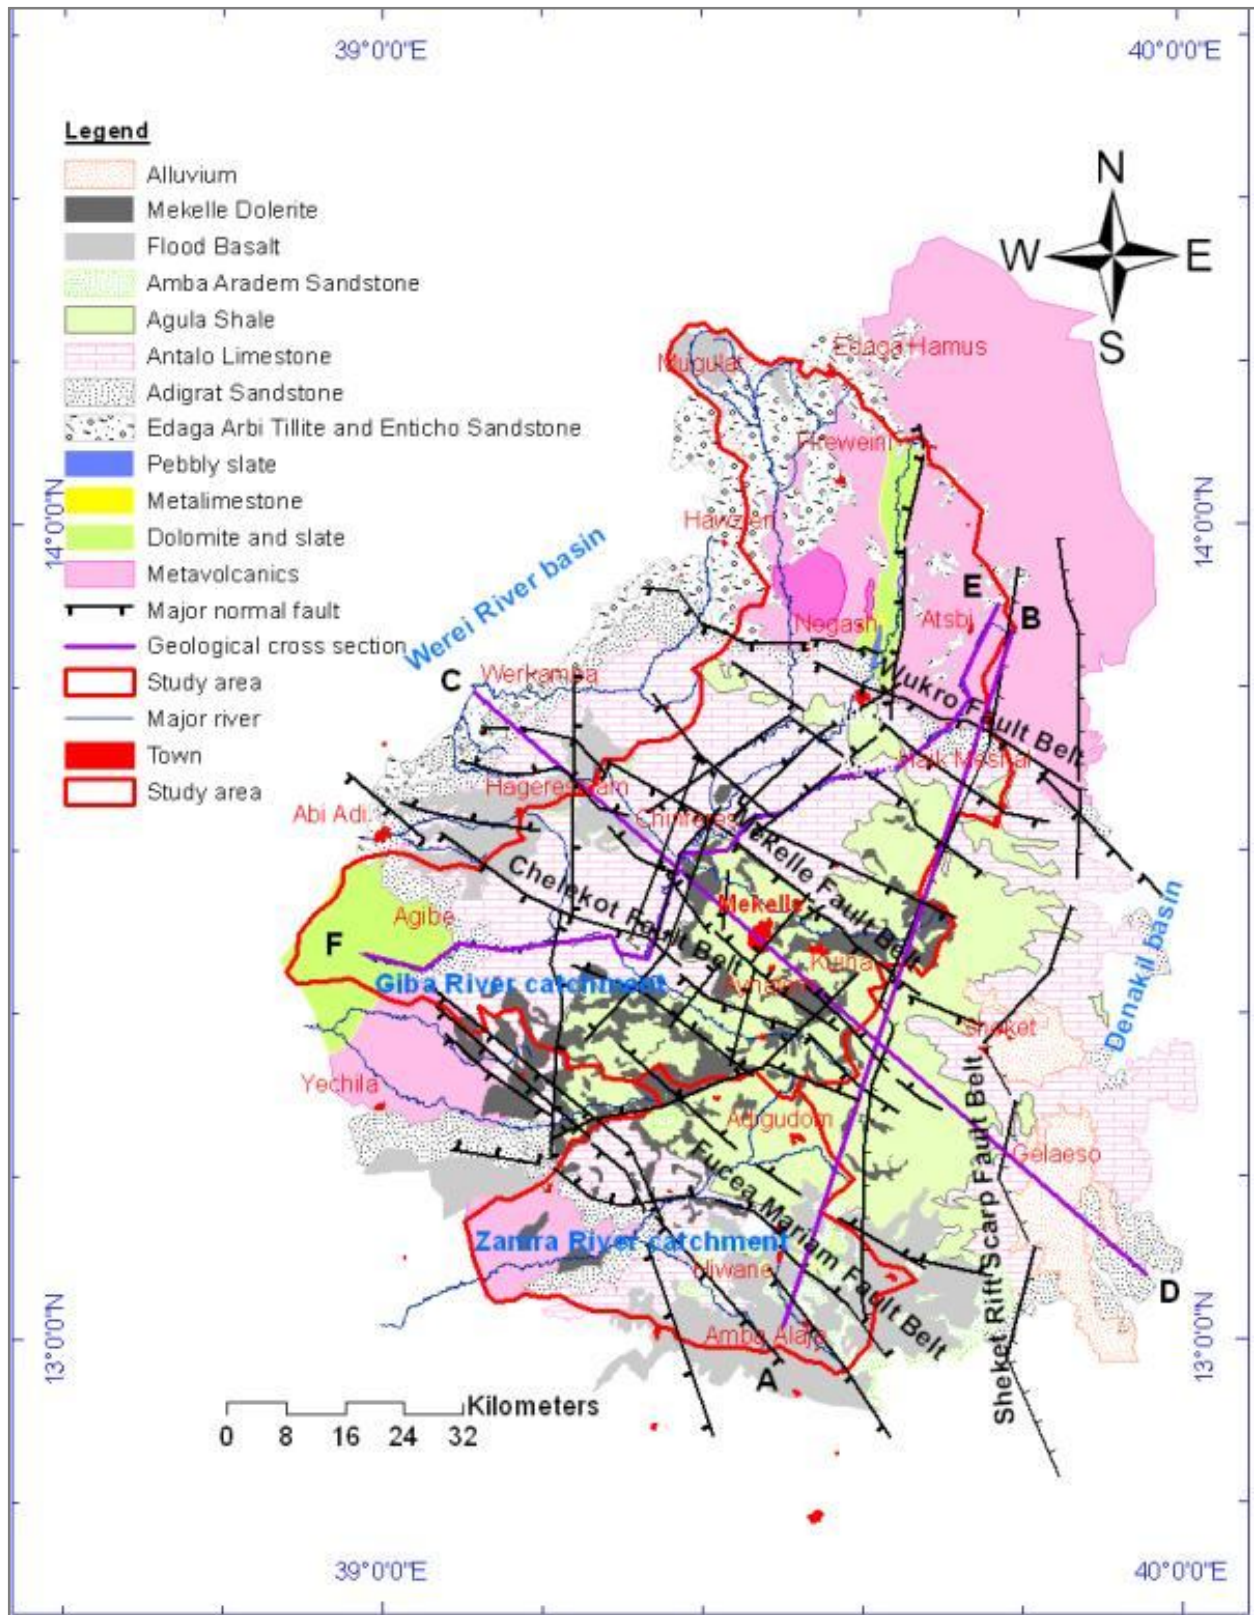 39°0'0"E
40°0'0"E
Legend
Alluvium
Mekelle Dolerite
Flood Basalt
Amba Aradem Sandstone
Agula Shale
Antalo Limestone
Adigrat Sandstone
Edaga Arbi Tillite and Enticho Sandstone
Pebbly slate
Metalimestone
Dolomite and slate
Metavolcanics
Major normal fault
Geological cross section
Study area
Major river
Town
Study area
N
W
E
S
14°0'0"N
14°0'0"N
Mugulat
Edaga Hamus
Freweini
Hawzien
Werei River basin
Negash
Atsbi
E
B
C
Werkamba
Wukro Fault Belt
Haik Meshal
Hagereselam
Abi Adi
Chinferes
Mekelle Fault Belt
Chelekot Fault Belt
Mekelle
Agibe
F
Kuiha
Aynalem
Giba River catchment
Denakil basin
Sheket
Yechila
Adigudom
Gelaeso
Fucea Mariam Fault Belt
Sheket Rift Scarp Fault Belt
Zamra River catchment
Hiwane
D
Amba Alaje
A
13°0'0"N
13°0'0"N
Kilometers
0 8 16 24 32
39°0'0"E
40°0'0"E